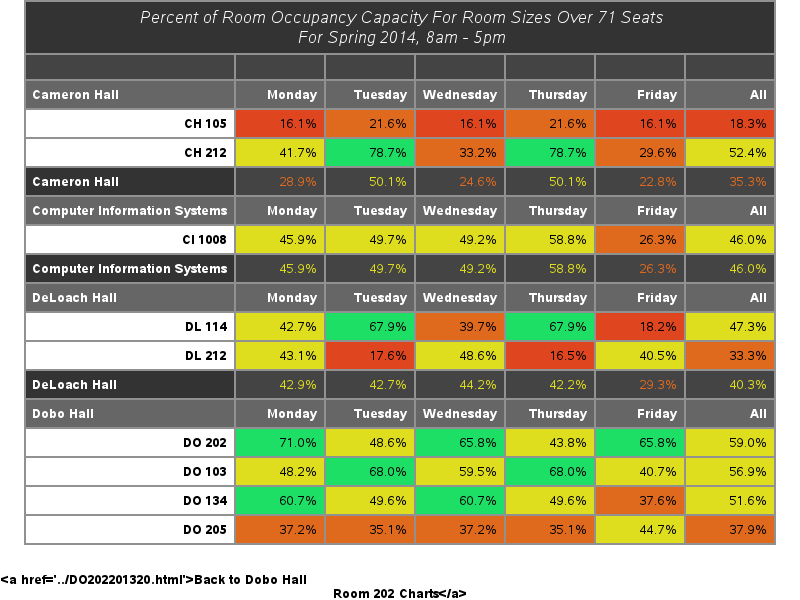 Percent of Room Occupancy Capacity For Room Sizes Over 71 Seats
For Spring 2014, 8am - 5pm
Cameron Hall Monday Tuesday Wednesday Thursday Friday All
CH 105 16.1% 21.6% 16.1% 21.6% 16.1% 18.3%
CH 212 41.7% 78.7% 33.2% 78.7% 29.6% 52.4%
Cameron Hall 28.9% 50.1% 24.6% 50.1% 22.8% 35.3%
Computer Information Systems Monday Tuesday Wednesday Thursday Friday All
CI 1008 45.9% 49.7% 49.2% 58.8% 26.3% 46.0%
Computer Information Systems 45.9% 49.7% 49.2% 58.8% 26.3% 46.0%
DeLoach Hall Monday Tuesday Wednesday Thursday Friday All
DL 114 42.7% 67.9% 39.7% 67.9% 18.2% 47.3%
DL 212 43.1% 17.6% 48.6% 16.5% 40.5% 33.3%
DeLoach Hall 42.9% 42.7% 44.2% 42.2% 29.3% 40.3%
Dobo Hall Monday Tuesday Wednesday Thursday Friday All
DO 202 71.0% 48.6% 65.8% 43.8% 65.8% 59.0%
DO 103 48.2% 68.0% 59.5% 68.0% 40.7% 56.9%
DO 134 60.7% 49.6% 60.7% 49.6% 37.6% 51.6%
DO 205 37.2% 35.1% 37.2% 35.1% 44.7% 37.9%
<a href='../DO202201320.html'>Back to Dobo Hall
Room 202 Charts</a>